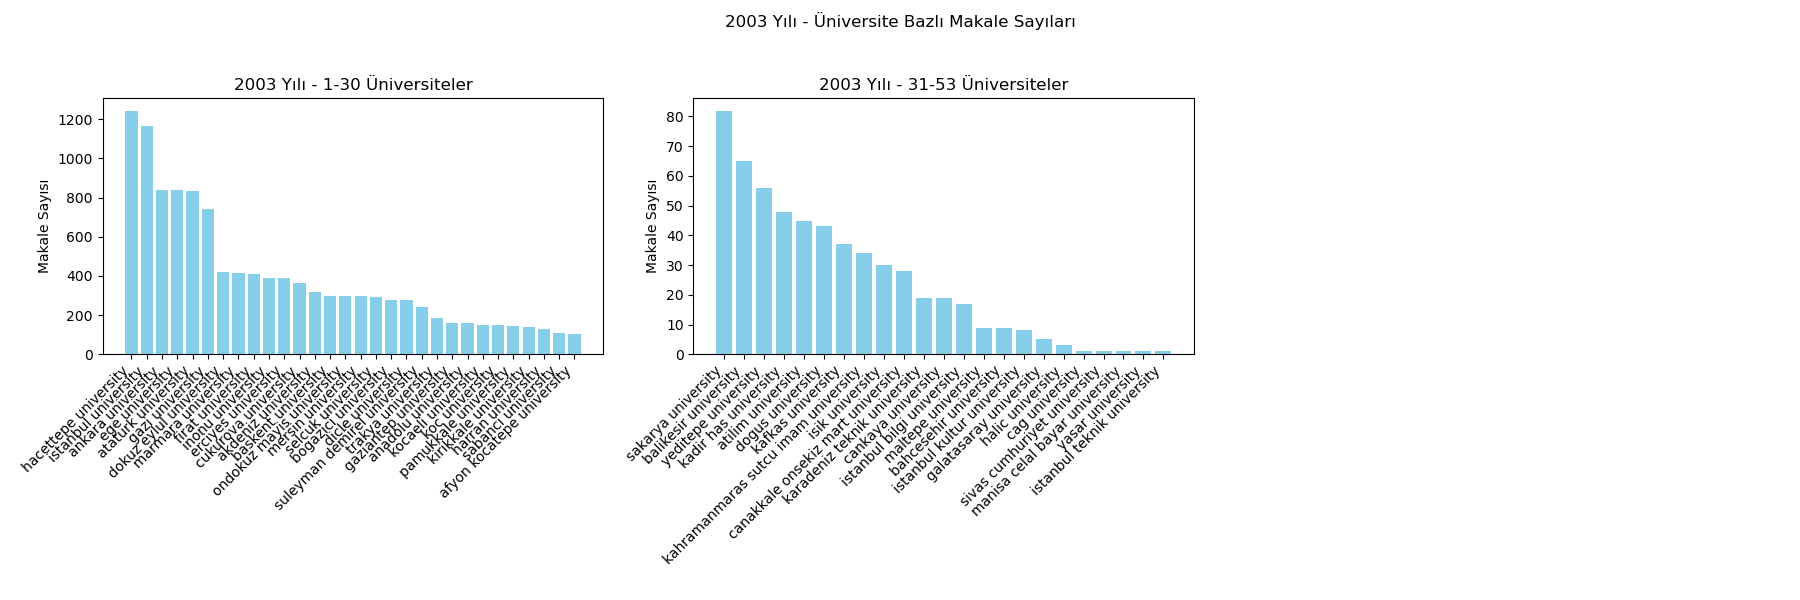 2003 Yılı - Üniversite Bazlı Makale Sayıları
2003 Yılı - 1-30 Üniversiteler
Makale Sayısı
1200
1000
800
600
400
200
0
hacettepe university
istanbul university
ankara university
ege university
ataturk university
gazi university
dokuz eylul university
marmara university
firat university
inonu university
erciyes university
cukurova university
akdeniz university
baskent university
ondokuz mayis university
mersin university
selcuk university
bogazici university
dicle university
suleyman demirel university
trakya university
gaziantep university
anadolu university
kocaeli university
koc university
pamukkale university
kirikkale university
harran university
sabanci university
afyon kocatepe university
2003 Yılı - 31-53 Üniversiteler
Makale Sayısı
80
70
60
50
40
30
20
10
0
sakarya university
balikesir university
yeditepe university
kadir has university
atilim university
dogus university
kafkas university
kahramanmaras sutcu imam university
isik university
canakkale onsekiz mart university
karadeniz teknik university
cankaya university
istanbul bilgi university
maltepe university
bahcesehir university
istanbul kultur university
galatasaray university
halic university
cag university
sivas cumhuriyet university
manisa celal bayar university
yasar university
istanbul teknik university